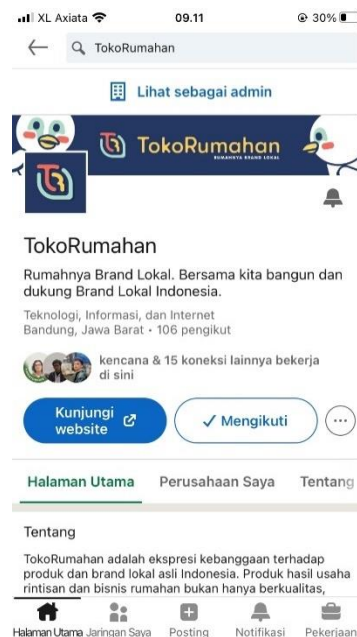 XL Axiata
09.11
30%
TokoRumahan
Lihat sebagai admin
TokoRumahan
RUMAHNYA BRAND LOKAL
TokoRumahan
Rumahnya Brand Lokal. Bersama kita bangun dan
dukung Brand Lokal Indonesia.
Teknologi, Informasi, dan Internet
Bandung, Jawa Barat • 106 pengikut
kencana & 15 koneksi lainnya bekerja
di sini
Kunjungi
website
Mengikuti
Halaman Utama Perusahaan Saya Tentang
Tentang
TokoRumahan adalah ekspresi kebanggaan terhadap
produk dan brand lokal asli Indonesia. Produk hasil usaha
rintisan dan bisnis rumahan bukan hanya berkualitas,
Halaman Utama Jaringan Saya Posting Notifikasi Pekerjaan